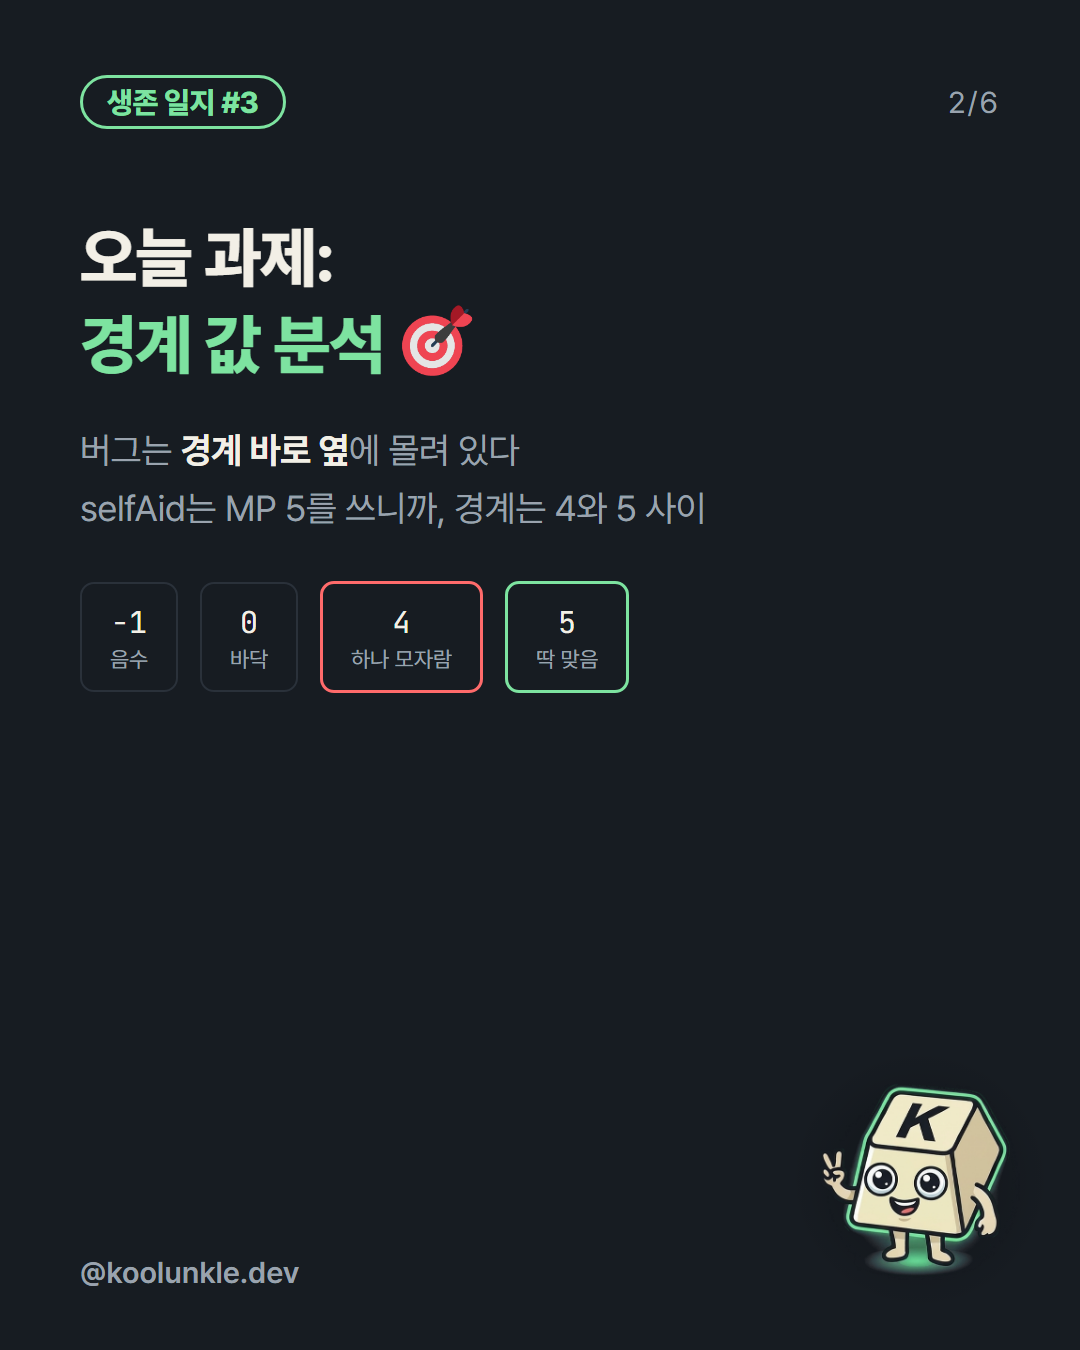 생존 일지 #3
2/6
오늘 과제:
경계 값 분석 🎯
버그는 경계 바로 옆에 몰려 있다
selfAid는 MP 5를 쓰니까, 경계는 4와 5 사이
-1
음수
0
바닥
4
하나 모자람
5
딱 맞음
K
@koolunkle.dev